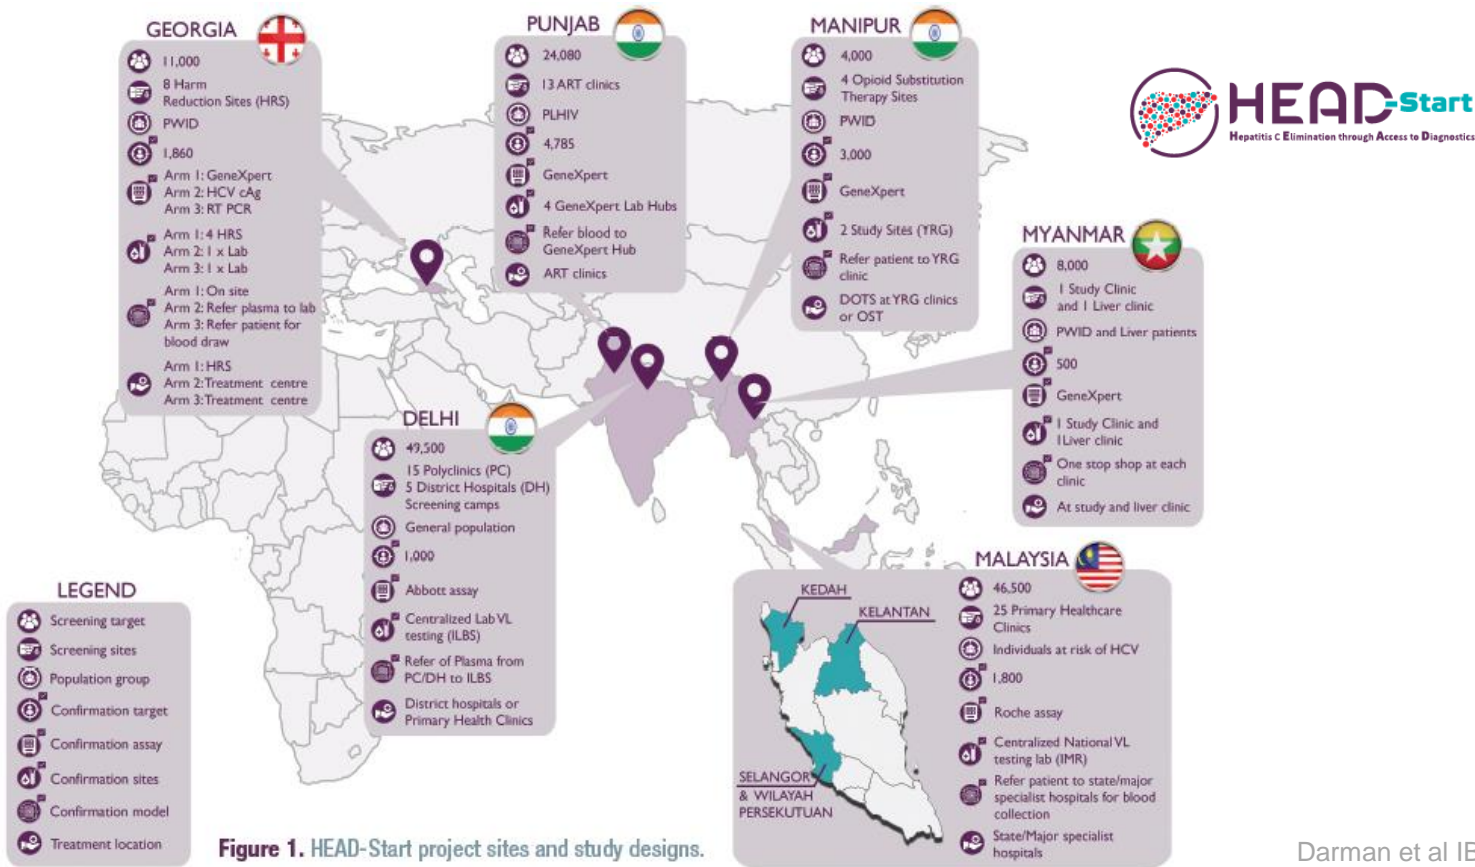 GEORGIA
11,000
8 Harm
Reduction Sites (HRS)
PWID
1,860
Arm 1: GeneXpert
Arm 2: HCV cAg
Arm 3: RT PCR
Arm 1: 4 HRS
Arm 2: 1 x Lab
Arm 3: 1 x Lab
Arm 1: On site
Arm 2: Refer plasma to lab
Arm 3: Refer patient for
blood draw
Arm 1: HRS
Arm 2: Treatment centre
Arm 3: Treatment centre
PUNJAB
24,080
13 ART clinics
PLHIV
4,785
GeneXpert
4 GeneXpert Lab Hubs
Refer blood to
GeneXpert Hub
ART clinics
MANIPUR
4,000
4 Opioid Substitution
Therapy Sites
PWID
3,000
GeneXpert
2 Study Sites (YRG)
Refer patient to YRG
clinic
DOTS at YRG clinics
or OST
HEAD-Start
Hepatitis C Elimination through Access to Diagnostics
MYANMAR
8,000
1 Study Clinic
and 1 Liver clinic
PWID and Liver patients
500
GeneXpert
1 Study Clinic and
1Liver clinic
One stop shop at each
clinic
At study and liver clinic
DELHI
49,500
15 Polyclinics (PC)
5 District Hospitals (DH)
Screening camps
General population
1,000
Abbott assay
Centralized Lab VL
testing (ILBS)
Refer of Plasma from
PC/DH to ILBS
District hospitals or
Primary Health Clinics
MALAYSIA
46,500
25 Primary Healthcare
Clinics
Individuals at risk of HCV
1,800
Roche assay
Centralized National VL
testing lab (IMR)
Refer patient to state/major
specialist hospitals for blood
collection
State/Major specialist
hospitals
KEDAH
KELANTAN
SELANGOR
& WILAYAH
PERSEKUTUAN
LEGEND
Screening target
Screening sites
Population group
Confirmation target
Confirmation assay
Confirmation sites
Confirmation model
Treatment location
Figure 1. HEAD-Start project sites and study designs.
Darman et al